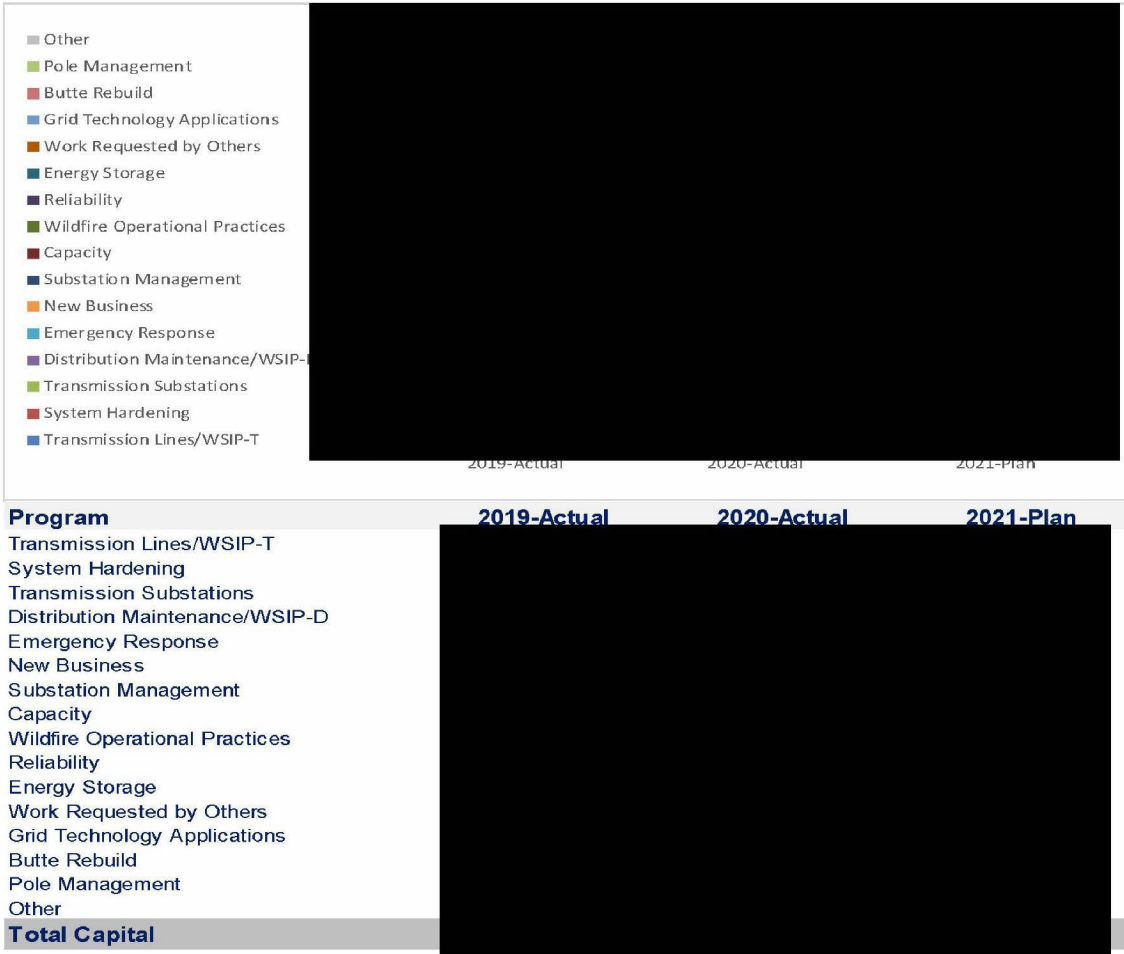 Other
Pole Management
Butte Rebuild
Grid Technology Applications
Work Requested by Others
Energy Storage
Reliability
Wildfire Operational Practices
Capacity
Substation Management
New Business
Emergency Response
Distribution Maintenance/WSIP-
Transmission Substations
System Hardening
Transmission Lines/WSIP-T
2019-Actual 2020-Actual 2021-Plan
Program 2019-Actual 2020-Actual 2021-Plan
Transmission Lines/WSIP-T
System Hardening
Transmission Substations
Distribution Maintenance/WSIP-D
Emergency Response
New Business
Substation Management
Capacity
Wildfire Operational Practices
Reliability
Energy Storage
Work Requested by Others
Grid Technology Applications
Butte Rebuild
Pole Management
Other
Total Capital